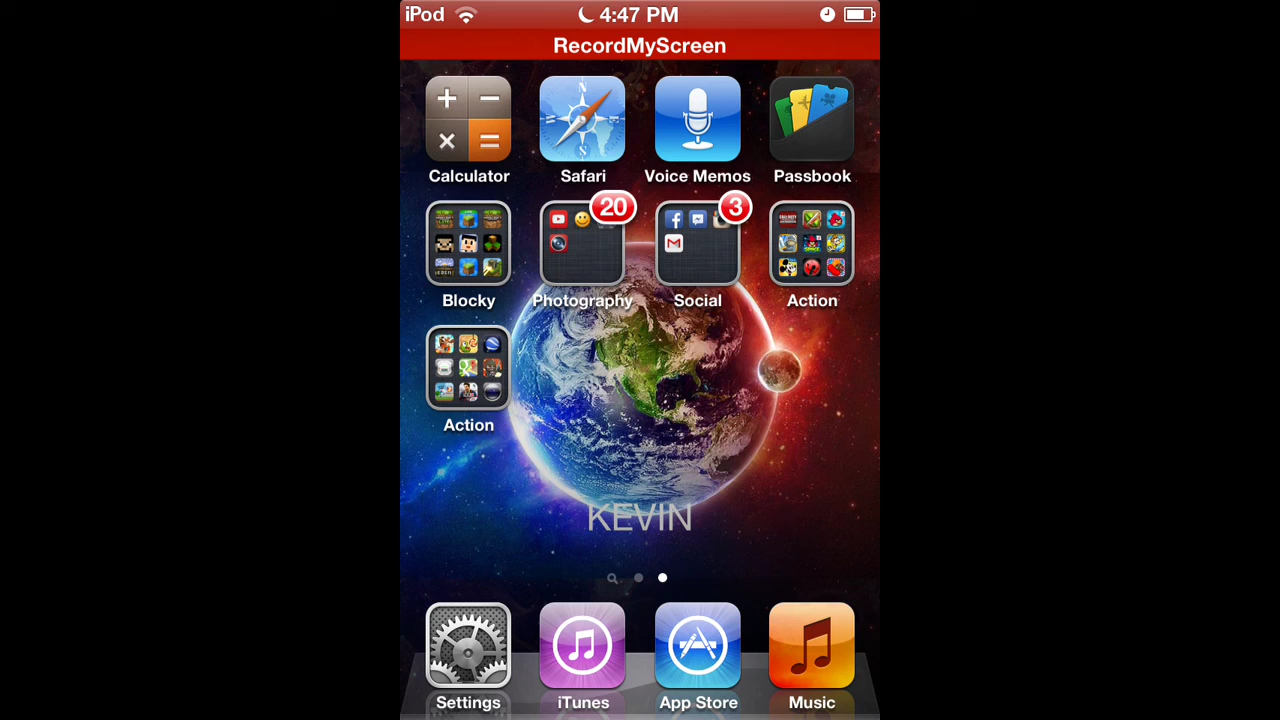 iPod 4:47 PM
RecordMyScreen
Calculator Safari Voice Memos Passbook
20 3
Blocky Photography Social Action
Action
KEVIN
Settings iTunes App Store Music